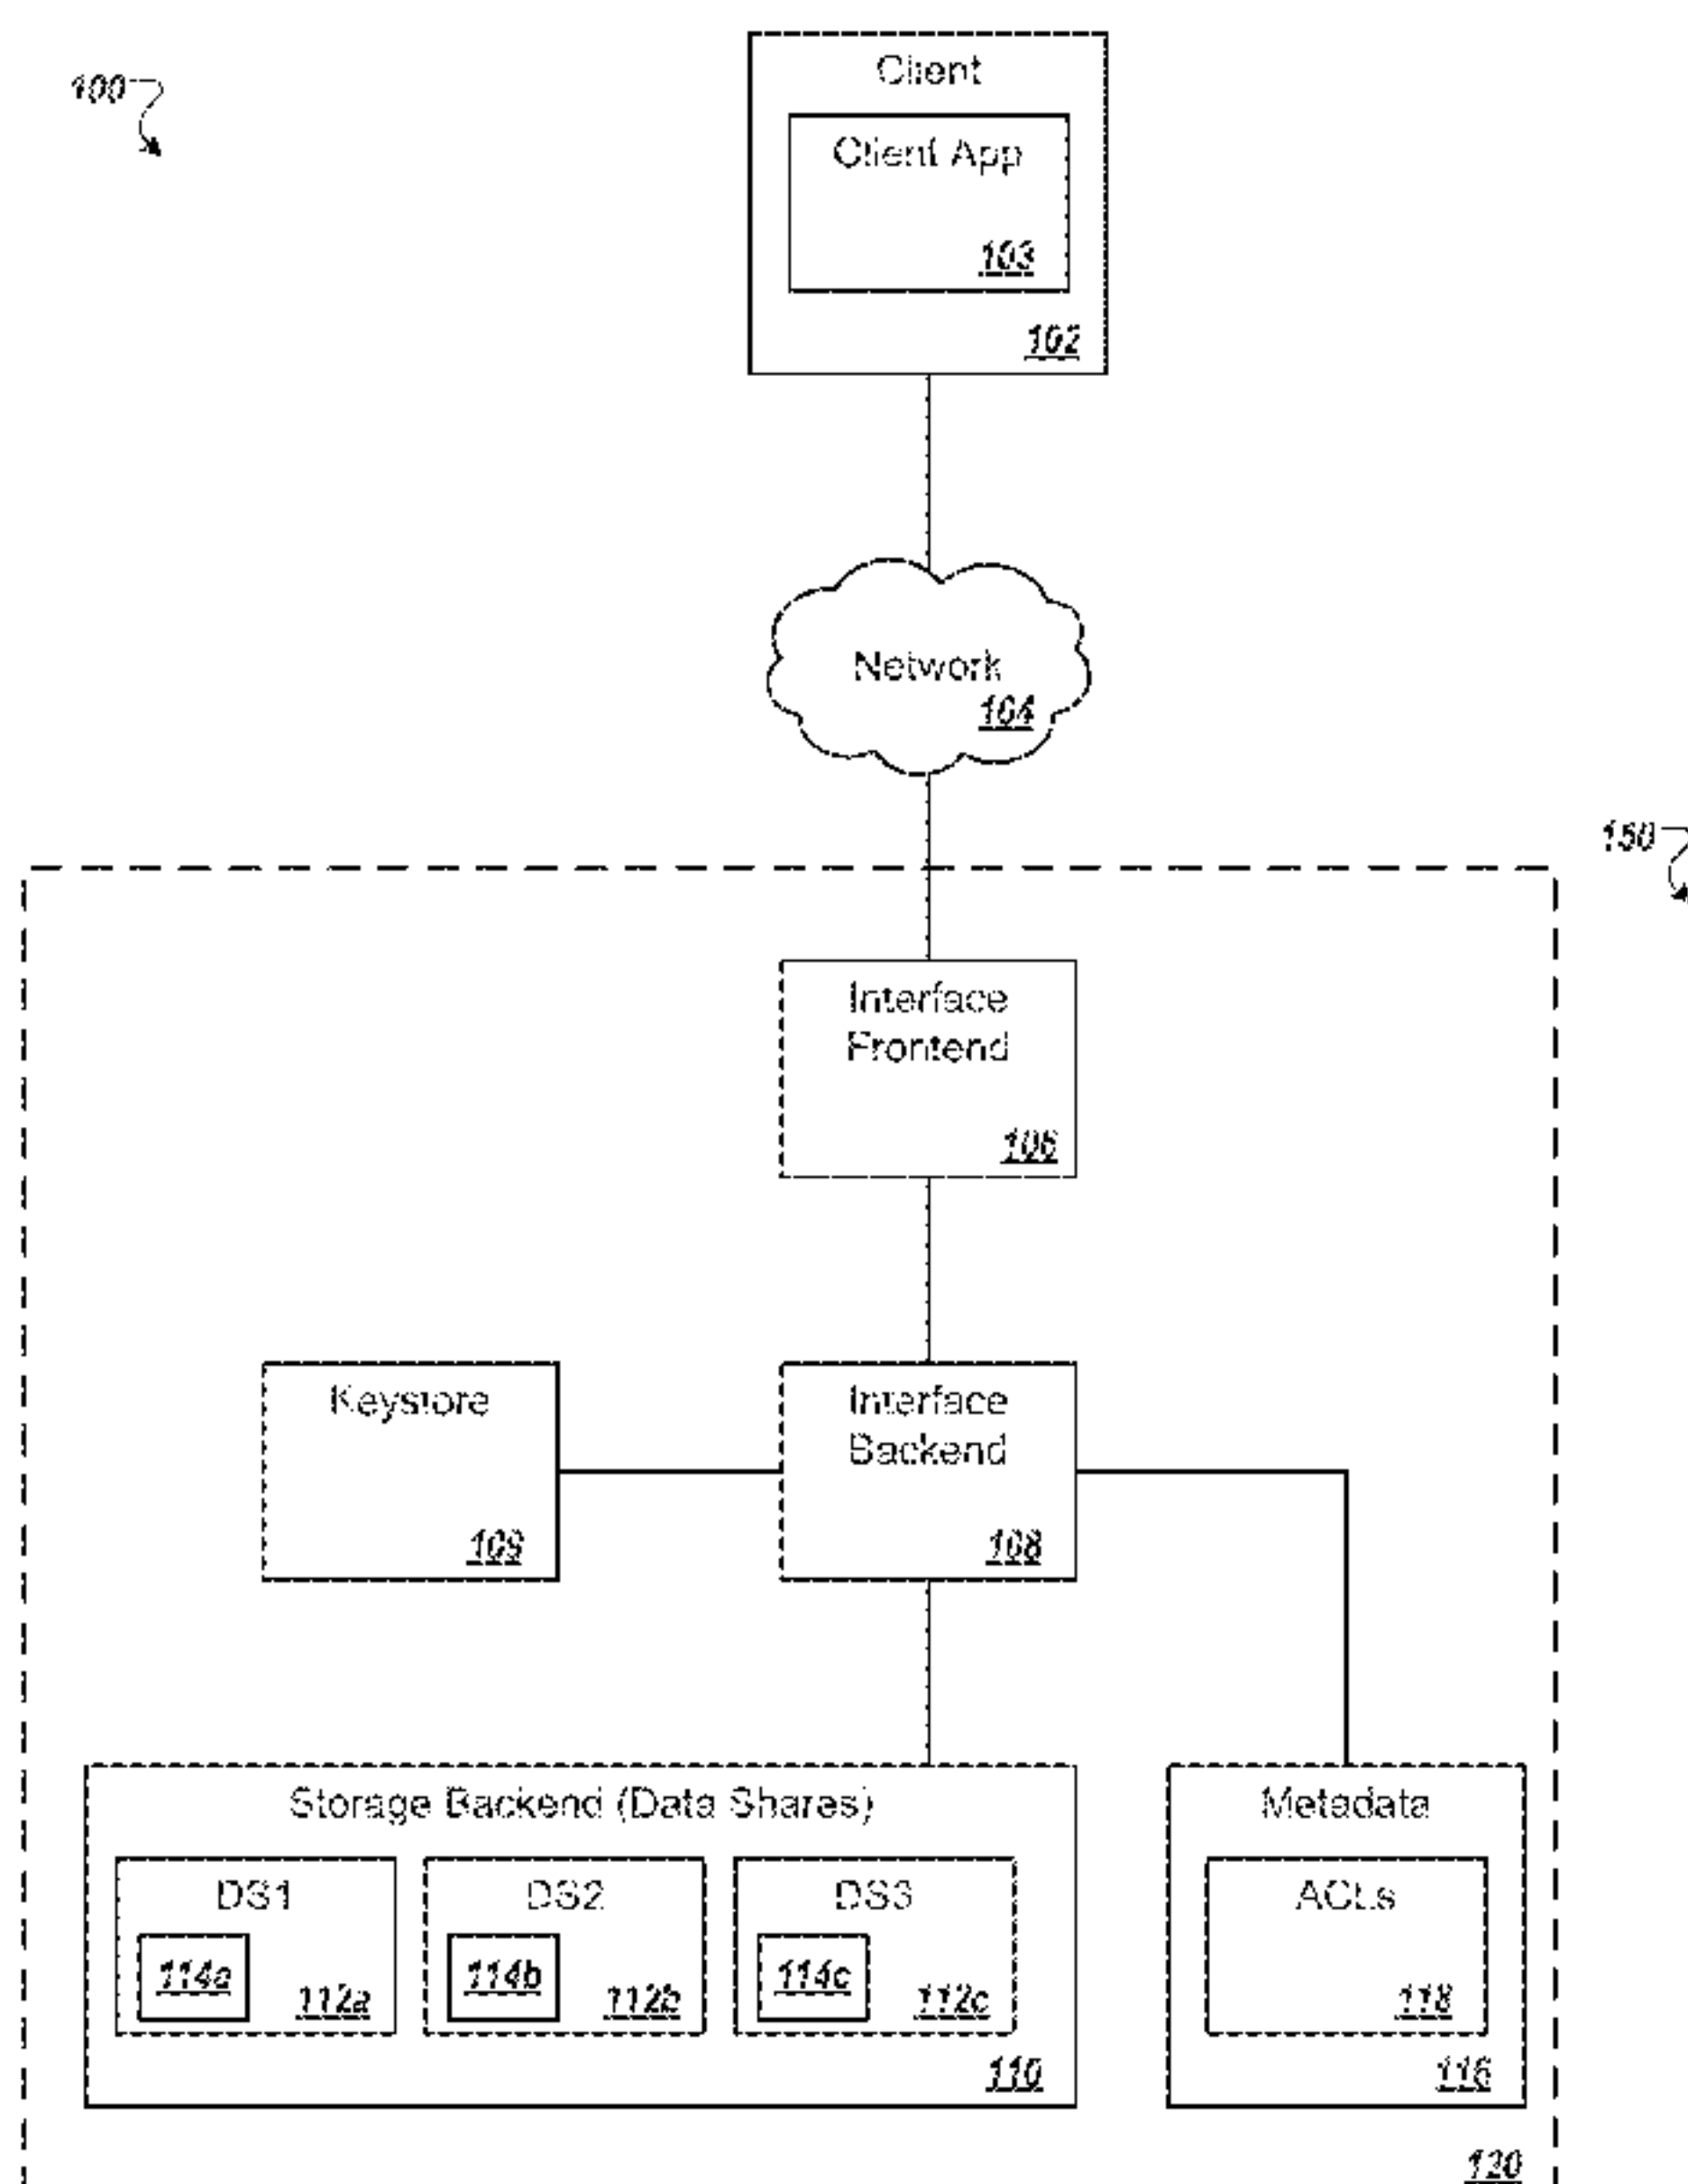 100
Client
Client App
103
102
Network
104
150
Interface
Frontend
106
Keystore
109
Interface
Backend
108
Storage Backend (Data Shares)
DS1
114a
112a
DS2
114b
112b
DS3
114c
112c
110
Metadata
ACLs
118
116
120